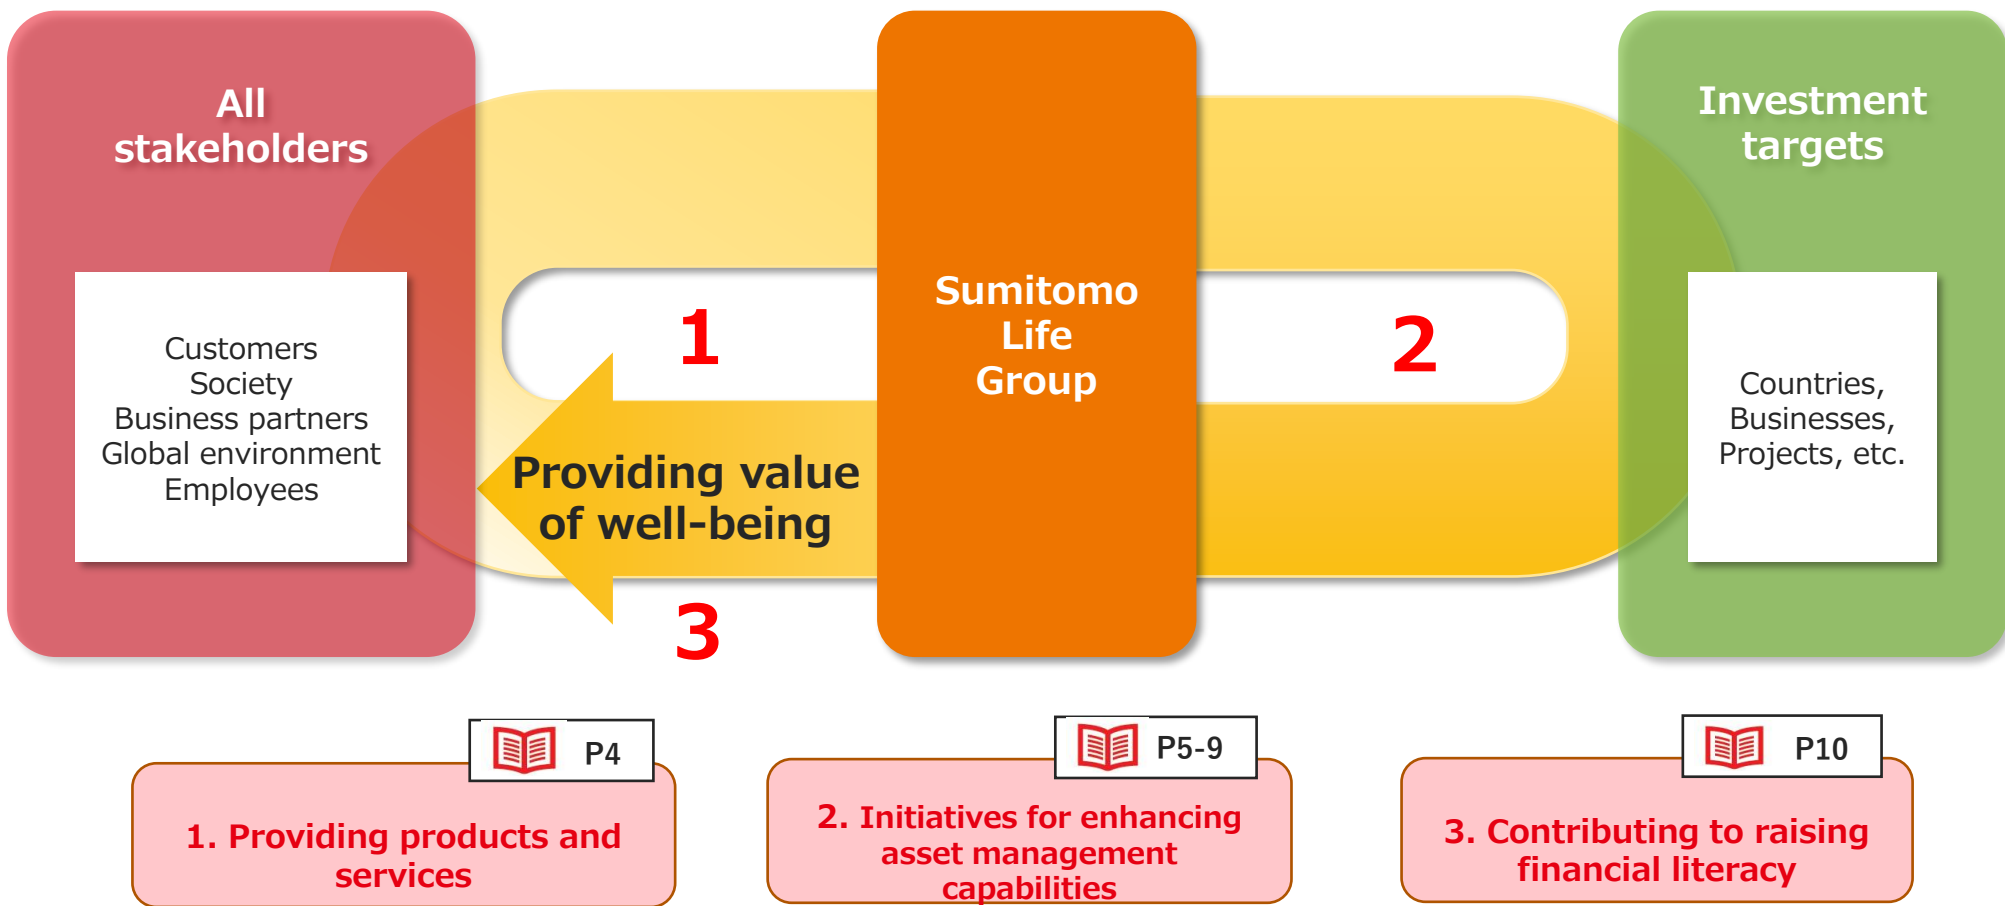 All
stakeholders
Customers
Society
Business partners
Global environment
Employees
1
Providing value
of well-being
3
Sumitomo
Life
Group
2
Investment
targets
Countries,
Businesses,
Projects, etc.
P4
1. Providing products and
services
P5-9
2. Initiatives for enhancing
asset management
capabilities
P10
3. Contributing to raising
financial literacy